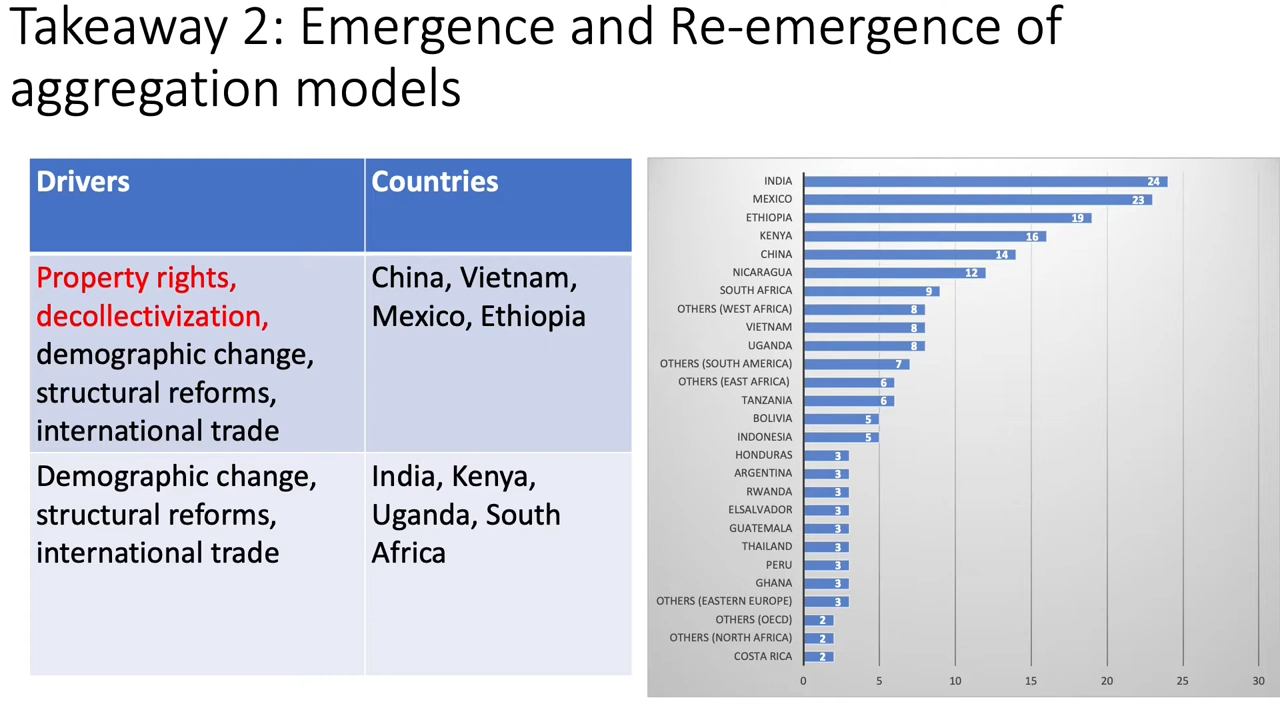 Takeaway 2: Emergence and Re-emergence of
aggregation models
Drivers
Countries
Property rights,
decollectivization,
demographic change,
structural reforms,
international trade
China, Vietnam,
Mexico, Ethiopia
Demographic change,
structural reforms,
international trade
India, Kenya,
Uganda, South
Africa
INDIA 24
MEXICO 23
ETHIOPIA 19
KENYA 16
CHINA 14
NICARAGUA 12
SOUTH AFRICA 9
OTHERS (WEST AFRICA) 8
VIETNAM 8
UGANDA 8
OTHERS (SOUTH AMERICA) 7
OTHERS (EAST AFRICA) 6
TANZANIA 6
BOLIVIA 5
INDONESIA 5
HONDURAS 3
ARGENTINA 3
RWANDA 3
ELSALVADOR 3
GUATEMALA 3
THAILAND 3
PERU 3
GHANA 3
OTHERS (EASTERN EUROPE) 3
OTHERS (OECD) 2
OTHERS (NORTH AFRICA) 2
COSTA RICA 2
0 5 10 15 20 25 30